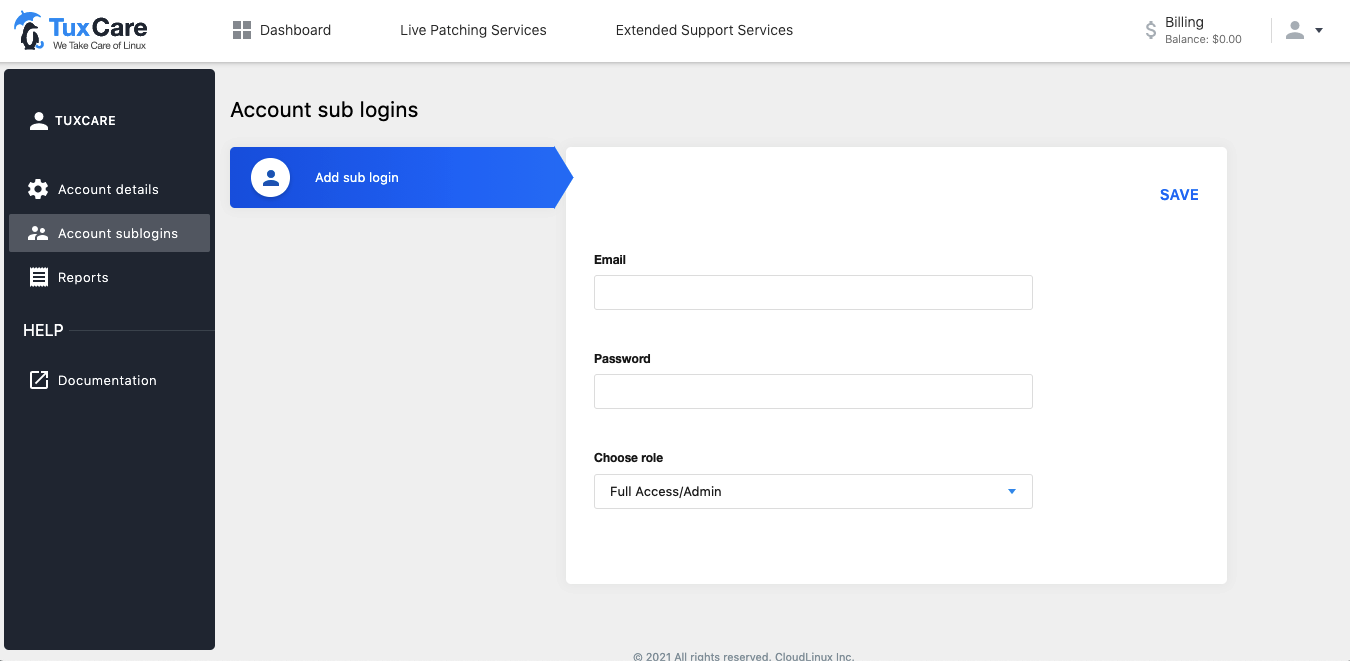 TuxCare
We Take Care of Linux
Dashboard
Live Patching Services
Extended Support Services
$
Billing
Balance: $0.00
TUXCARE
Account details
Account sublogins
Reports
HELP
Documentation
Account sub logins
Add sub login
SAVE
Email
Password
Choose role
Full Access/Admin
© 2021 All rights reserved. CloudLinux Inc.